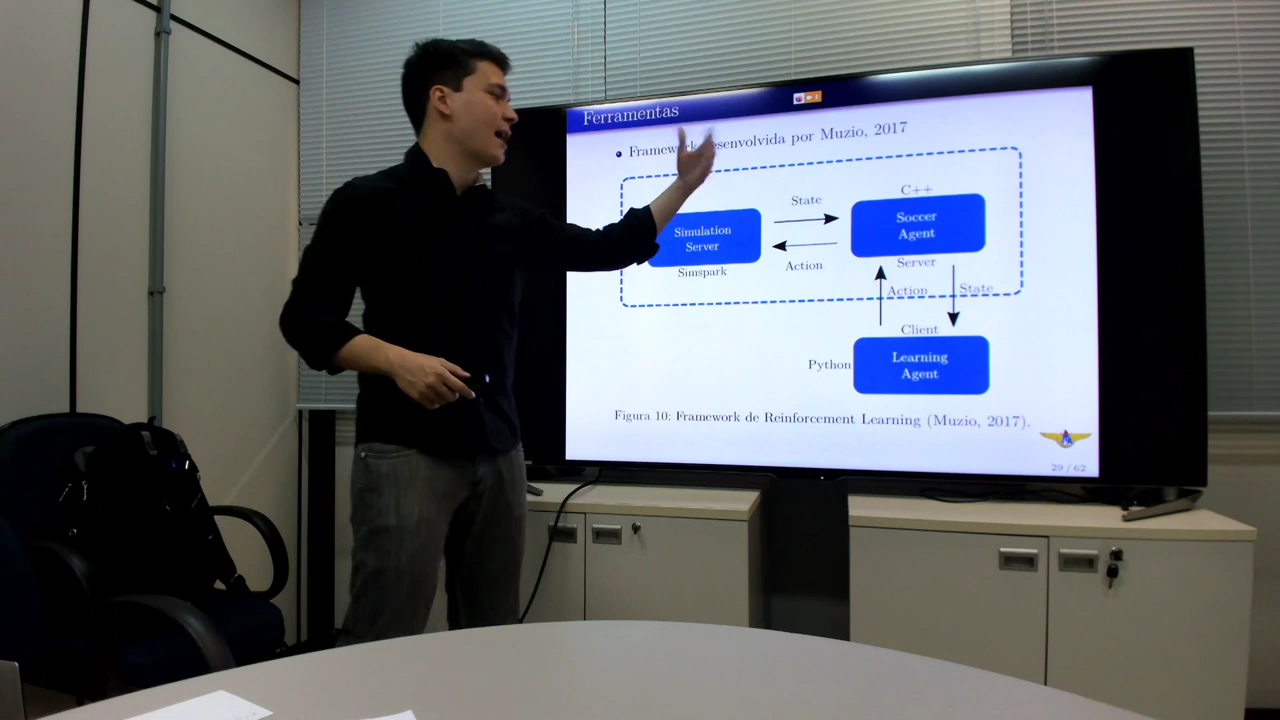 Ferramentas
Framework desenvolvida por Muzio, 2017
State
C++
Simulation
Server
Soccer
Agent
Simspark
Action
Server
Action
State
Client
Python
Learning
Agent
Figura 10: Framework de Reinforcement Learning (Muzio, 2017).
29 / 62